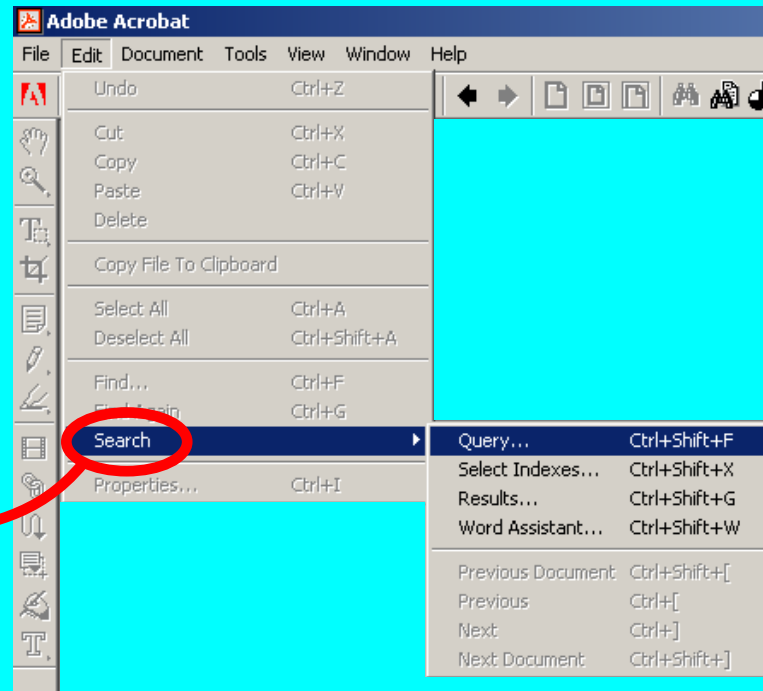 Adobe Acrobat
File Edit Document Tools View Window Help
Undo Ctrl+Z
Cut Ctrl+X
Copy Ctrl+C
Paste Ctrl+V
Delete
Copy File To Clipboard
Select All Ctrl+A
Deselect All Ctrl+Shift+A
Find... Ctrl+F
Find Again Ctrl+G
Search
Properties... Ctrl+I
Query... Ctrl+Shift+F
Select Indexes... Ctrl+Shift+X
Results... Ctrl+Shift+G
Word Assistant... Ctrl+Shift+W
Previous Document Ctrl+Shift+[
Previous Ctrl+[
Next Ctrl+]
Next Document Ctrl+Shift+]